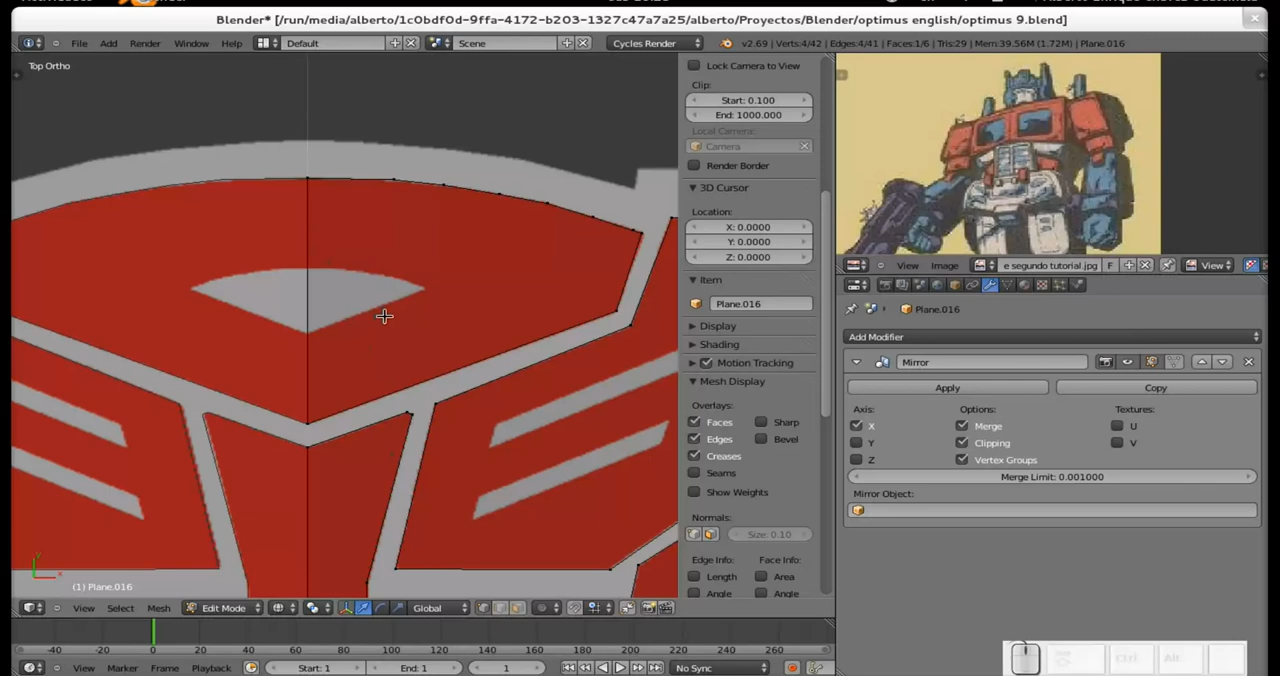 Blender* [/run/media/alberto/1c0bdf0d-9ffa-4172-b203-1327c47a7a25/alberto/Proyectos/Blender/optimus english/optimus 9.blend]
File Add Render Window Help Default Scene Cycles Render v2.69 | Verts:4/42 | Edges:4/41 | Faces:1/6 | Tris:29 | Mem:39.56M (1.72M) | Plane.016
Top Ortho
Lock Camera to View
Clip:
Start: 0.100
End: 1000.000
Local Camera:
Camera
Render Border
3D Cursor
Location:
X: 0.0000
Y: 0.0000
Z: 0.0000
Item
Plane.016
Display
Shading
Motion Tracking
Mesh Display
Overlays:
Faces Sharp
Edges Bevel
Creases
Seams
Show Weights
Normals:
Size: 0.10
Edge Info: Face Info:
Length Area
Angle Angle
View Image e segundo tutorial.jpg F View
Plane.016
Add Modifier
Mirror
Apply Copy
Axis: Options: Textures:
X Merge U
Y Clipping V
Z Vertex Groups
Merge Limit: 0.001000
Mirror Object:
y
x
(1) Plane.016
View Select Mesh Edit Mode Global
-40 -20 0 20 40 60 80 100 120 140 160 180 200 220 240 260
View Marker Frame Playback Start: 1 End: 1 1 No Sync
Ctrl Alt